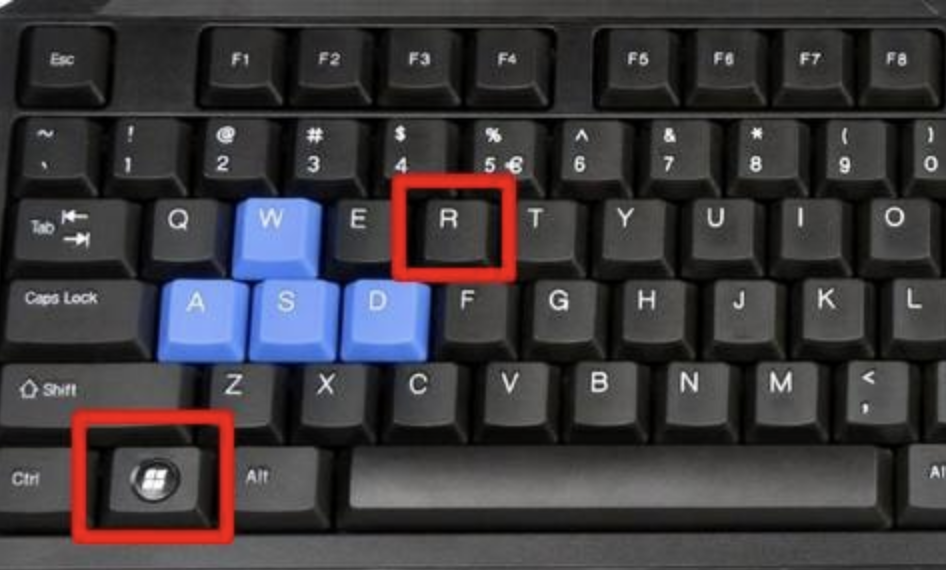 Esc F1 F2 F3 F4 F5 F6 F7 F8
~ ! @ # $ % ^ & * ( )
` 1 2 3 4 5 € 6 7 8 9 0
Tab Q W E R T Y U I O
Caps Lock A S D F G H J K L
Shift Z X C V B N M <
,
Ctrl Alt Al